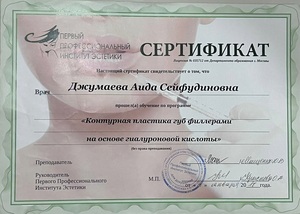 ПЕРВЫЙ
ПРОФЕССИОНАЛЬНЫЙ
ИНСТИТУТ ЭСТЕТИКИ
СЕРТИФИКАТ
Настоящий сертификат свидетельствует о том, что
Врач
Джумаева Аида Сейфудиновна
прошел(а) обучение по программе
«Контурная пластика губ филлерами
на основе гиалуроновой кислоты»
Преподаватель
Руководитель
Первого Профессионального
Института Эстетики
М.П.